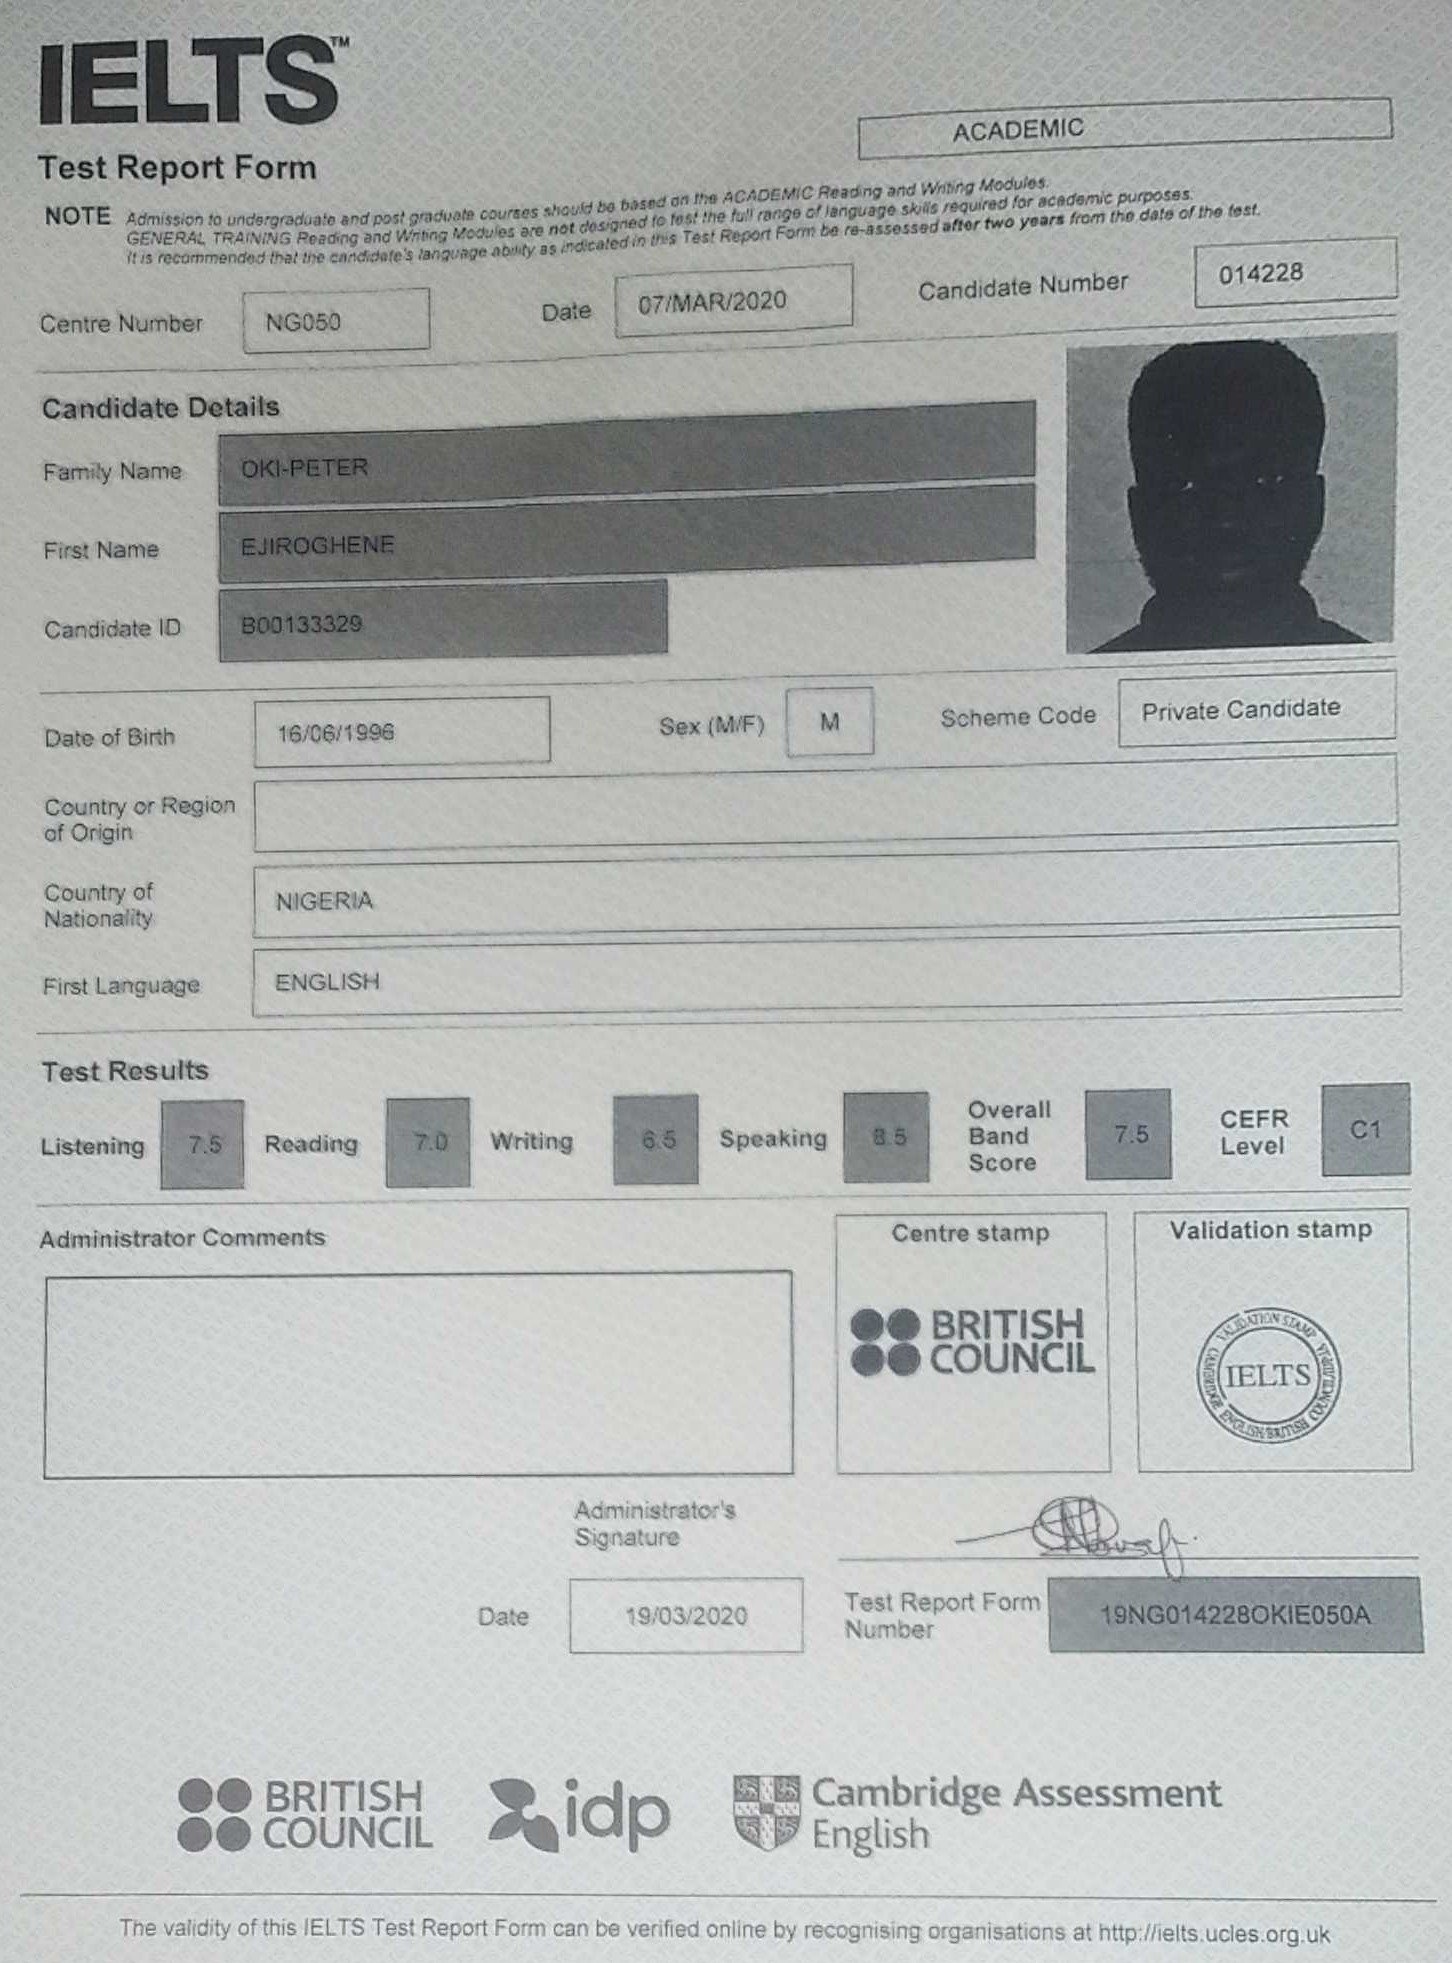 IELTS™
Test Report Form
ACADEMIC
NOTE Admission to undergraduate and post graduate courses should be based on the ACADEMIC Reading and Writing Modules.
GENERAL TRAINING Reading and Writing Modules are not designed to test the full range of language skills required for academic purposes.
It is recommended that the candidate's language ability as indicated in this Test Report Form be re-assessed after two years from the date of the test.
Centre Number NG050 Date 07/MAR/2020 Candidate Number 014228
Candidate Details
Family Name OKI-PETER
First Name EJIROGHENE
Candidate ID B00133329
Date of Birth 16/06/1996 Sex (M/F) M Scheme Code Private Candidate
Country or Region
of Origin
Country of
Nationality NIGERIA
First Language ENGLISH
Test Results
Listening 7.5 Reading 7.0 Writing 6.5 Speaking 8.5 Overall Band Score 7.5 CEFR Level C1
Administrator Comments
Centre stamp
BRITISH
COUNCIL
Validation stamp
VALIDATION STAMP
IELTS
CAMBRIDGE ENGLISH/BRITISH COUNCIL/IDP:IA
Administrator's
Signature
Date 19/03/2020
Test Report Form
Number 19NG014228OKIE050A
BRITISH
COUNCIL
idp
Cambridge Assessment
English
The validity of this IELTS Test Report Form can be verified online by recognising organisations at http://ielts.ucles.org.uk